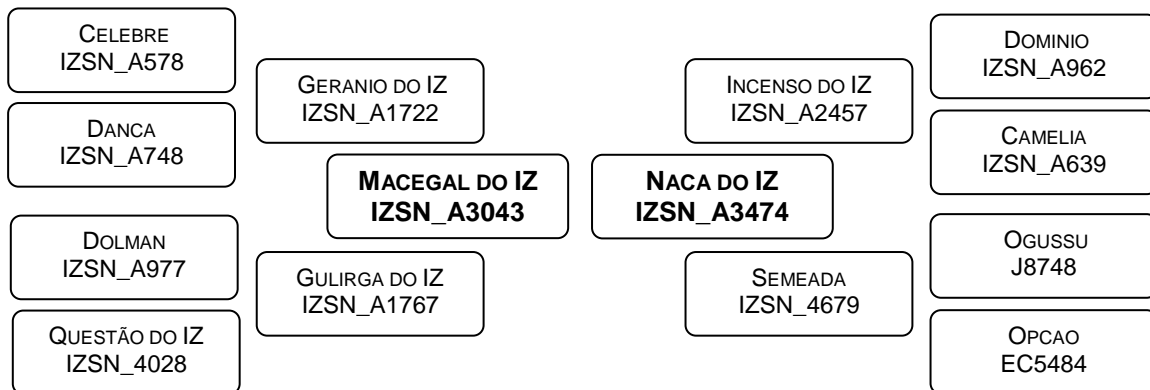 CELEBRE
IZSN_A578
DANCA
IZSN_A748
DOLMAN
IZSN_A977
QUESTÃO DO IZ
IZSN_4028
GERANIO DO IZ
IZSN_A1722
GULIRGA DO IZ
IZSN_A1767
MACEGAL DO IZ
IZSN_A3043
NACA DO IZ
IZSN_A3474
INCENSO DO IZ
IZSN_A2457
SEMEADA
IZSN_4679
DOMINIO
IZSN_A962
CAMELIA
IZSN_A639
OGUSSU
J8748
OPCAO
EC5484